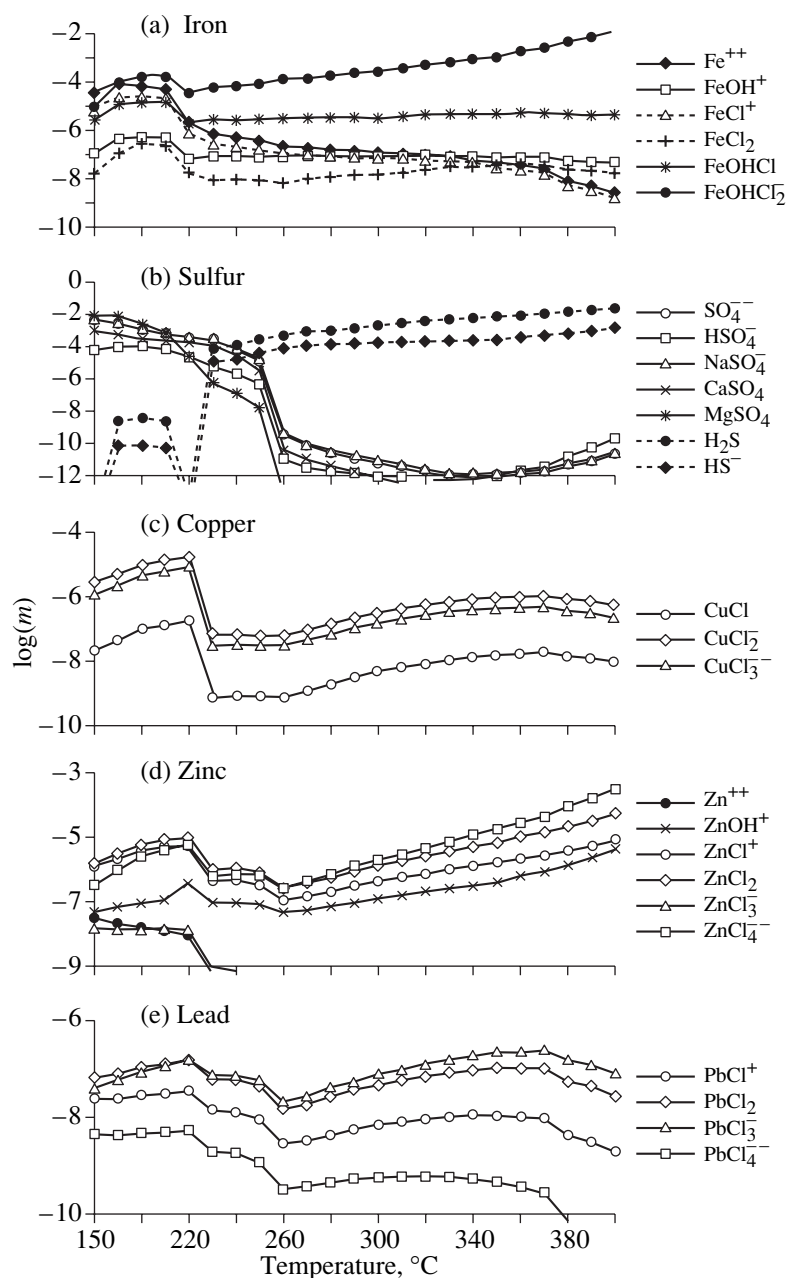 (a) Iron
−2
−4
−6
−8
−10
Fe⁺⁺
FeOH⁺
FeCl⁺
FeCl₂
FeOHCl
FeOHCl₂⁻
(b) Sulfur
0
−2
−4
−6
−8
−10
−12
SO₄⁻⁻
HSO₄⁻
NaSO₄⁻
CaSO₄
MgSO₄
H₂S
HS⁻
(c) Copper
−4
−6
−8
−10
log(m)
CuCl
CuCl₂⁻
CuCl₃⁻⁻
(d) Zinc
−3
−5
−7
−9
Zn⁺⁺
ZnOH⁺
ZnCl⁺
ZnCl₂
ZnCl₃⁻
ZnCl₄⁻⁻
(e) Lead
−6
−8
−10
PbCl⁺
PbCl₂
PbCl₃⁻
PbCl₄⁻⁻
150 220 260 300 340 380
Temperature, °C